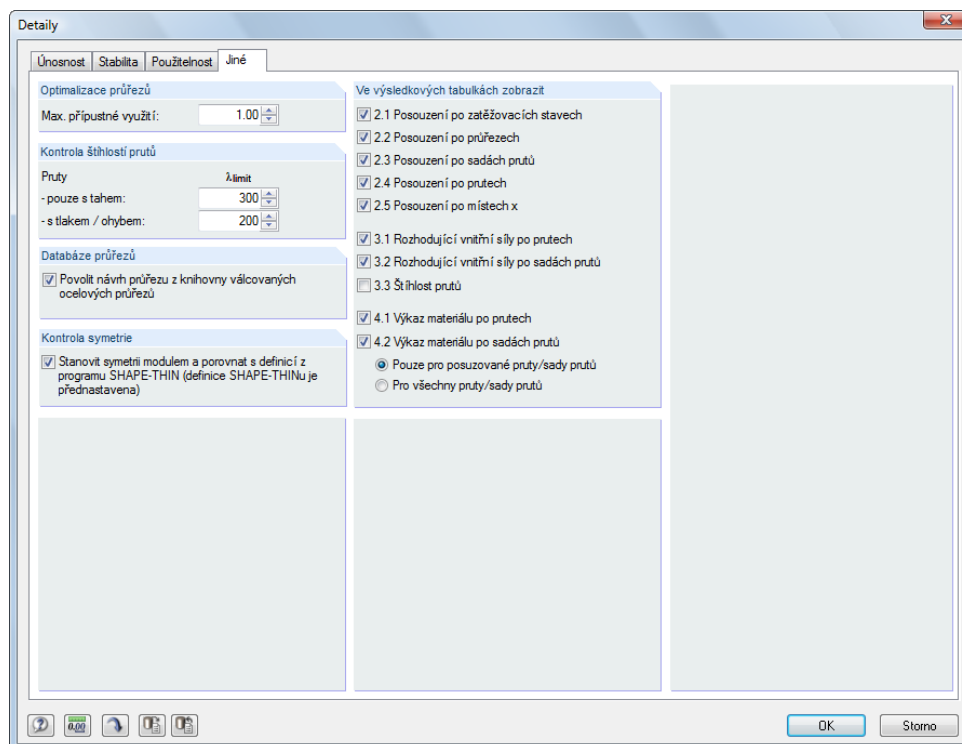 Detaily
Únosnost Stabilita Použitelnost Jiné
Optimalizace průřezů
Max. přípustné využití: 1.00
Kontrola štíhlostí prutů
Pruty λlimit
- pouze s tahem: 300
- s tlakem / ohybem: 200
Databáze průřezů
Povolit návrh průřezu z knihovny válcovaných
ocelových průřezů
Kontrola symetrie
Stanovit symetrii modulem a porovnat s definicí z
programu SHAPE-THIN (definice SHAPE-THINu je
přednastavena)
Ve výsledkových tabulkách zobrazit
2.1 Posouzení po zatěžovacích stavech
2.2 Posouzení po průřezech
2.3 Posouzení po sadách prutů
2.4 Posouzení po prutech
2.5 Posouzení po místech x
3.1 Rozhodující vnitřní síly po prutech
3.2 Rozhodující vnitřní síly po sadách prutů
3.3 Štíhlost prutů
4.1 Výkaz materiálu po prutech
4.2 Výkaz materiálu po sadách prutů
Pouze pro posuzované pruty/sady prutů
Pro všechny pruty/sady prutů
0.00
OK Storno